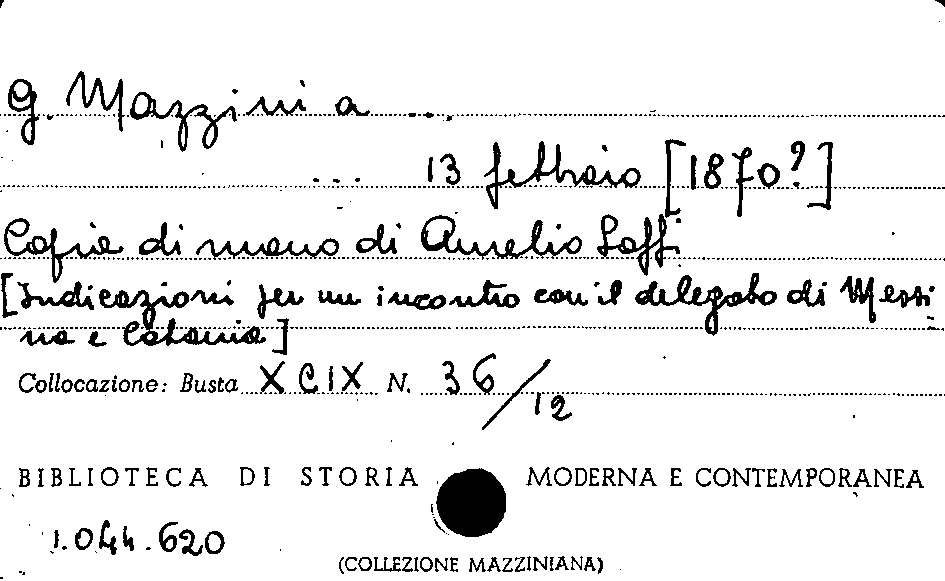 G. Mazzini a ....
... 13 febbraio [1870?]
Copia di mano di Aurelio Saffi
[Indicazioni per un incontro con il delegato di Messi
na e Catania]
Collocazione: Busta XCIX N. 36/12
BIBLIOTECA DI STORIA MODERNA E CONTEMPORANEA
1.044.620
(COLLEZIONE MAZZINIANA)